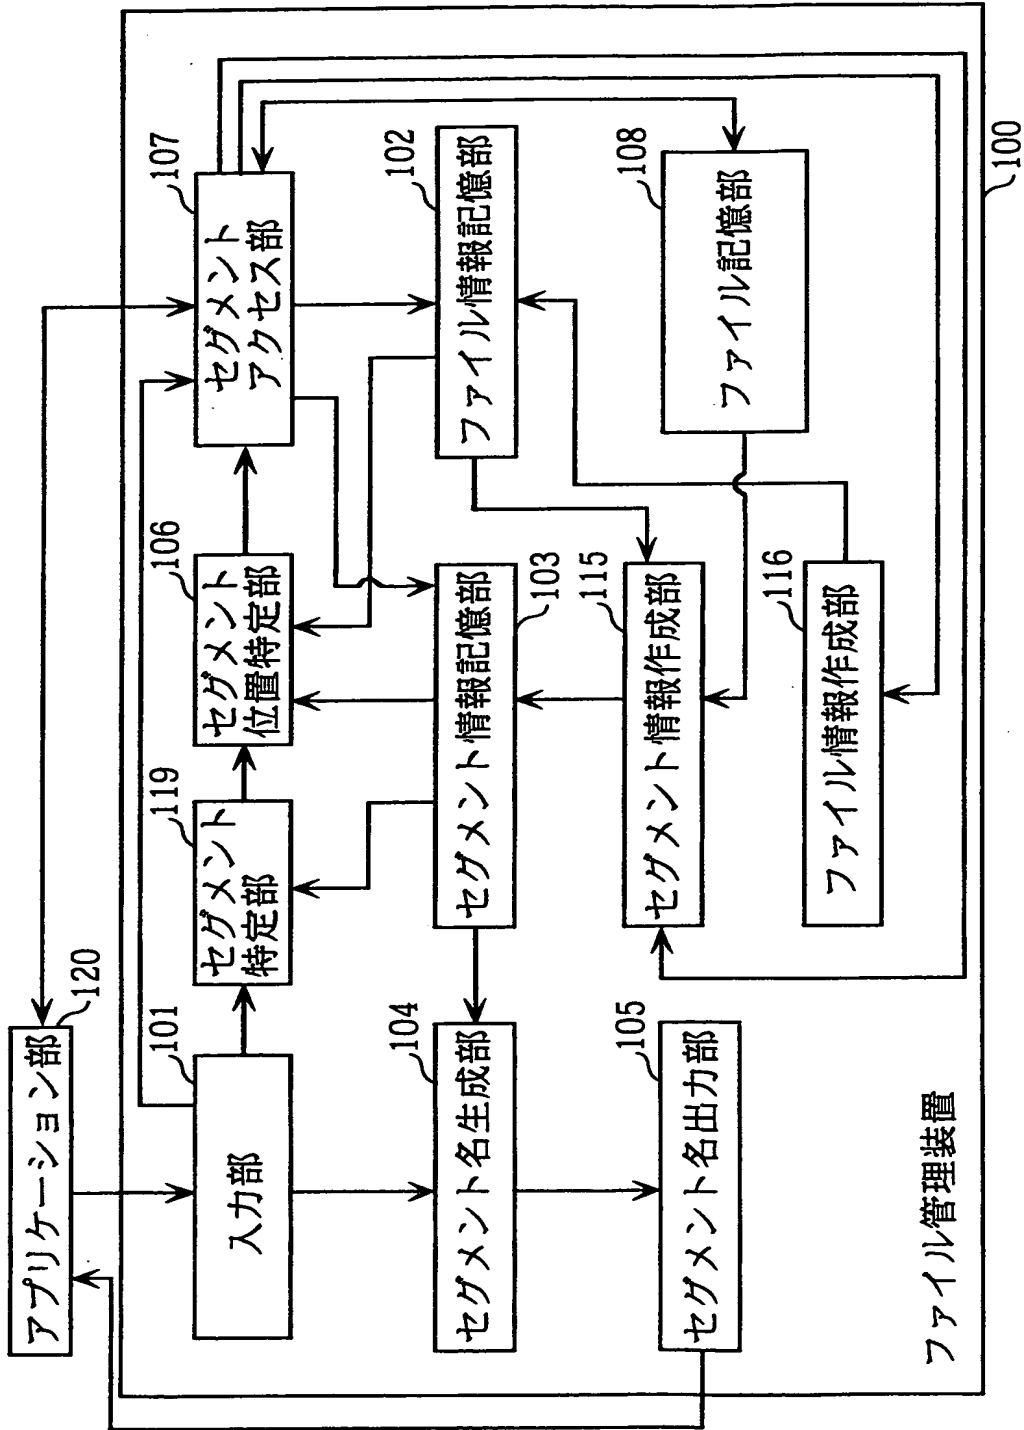 アプリケーション部
120
入力部
101
セグメント
特定部
119
セグメント
位置特定部
106
セグメント
アクセス部
107
セグメント名生成部
104
セグメント情報記憶部
103
ファイル情報記憶部
102
セグメント名出力部
105
セグメント情報作成部
115
ファイル記憶部
108
ファイル情報作成部
116
ファイル管理装置
100